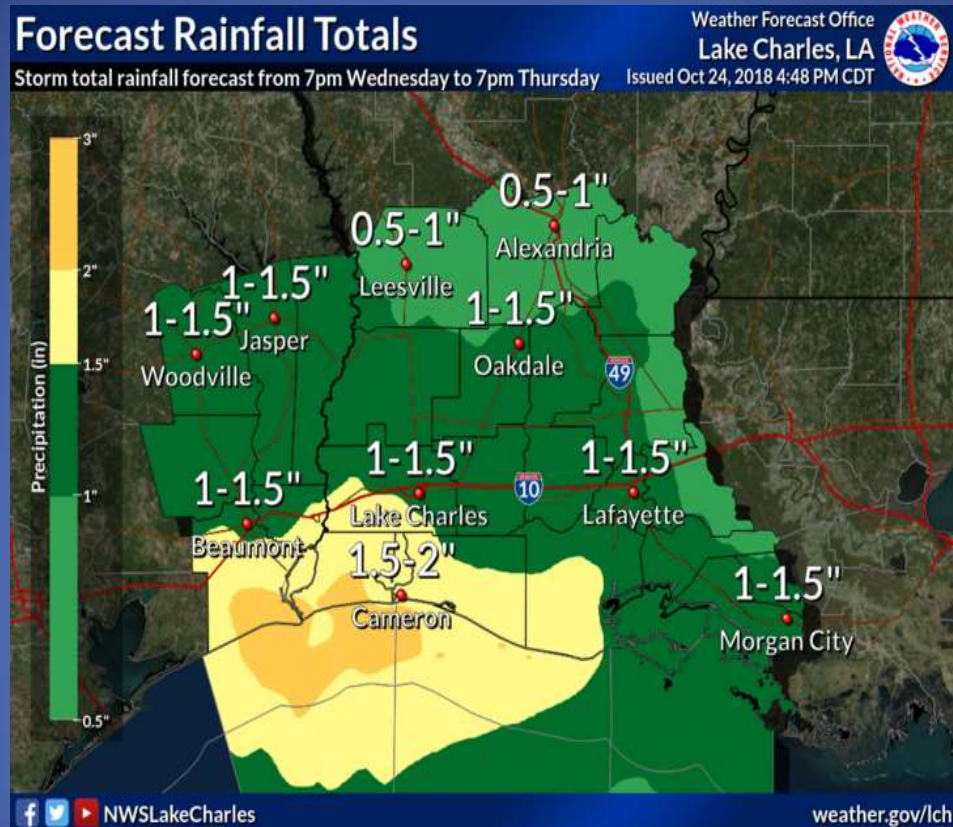 Forecast Rainfall Totals
Storm total rainfall forecast from 7pm Wednesday to 7pm Thursday
Weather Forecast Office
Lake Charles, LA
Issued Oct 24, 2018 4:48 PM CDT
NATIONAL WEATHER SERVICE
Precipitation (in)
3"
2"
1.5"
1"
0.5"
0.5-1"
Alexandria
0.5-1"
Leesville
1-1.5"
Jasper
1-1.5"
Woodville
1-1.5"
Oakdale
49
1-1.5"
Beaumont
1-1.5"
Lake Charles
10
1-1.5"
Lafayette
1.5-2"
Cameron
1-1.5"
Morgan City
NWSLakeCharles
weather.gov/lch